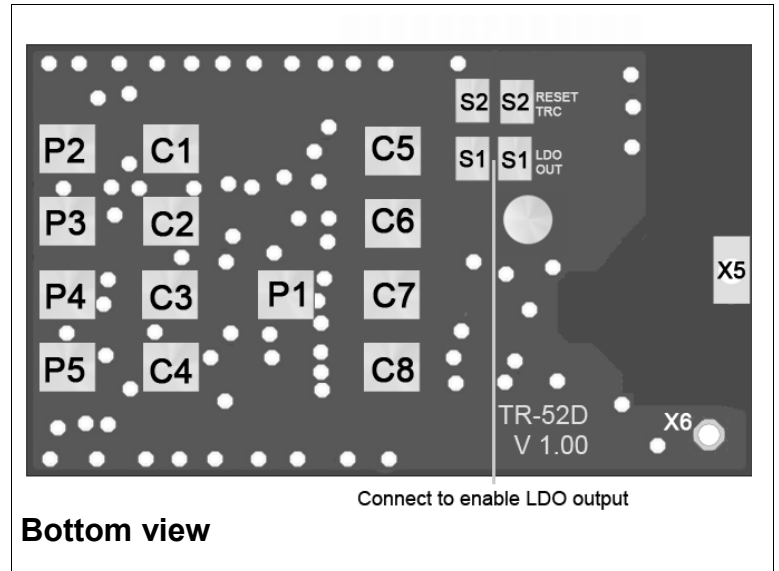 S2 S2 RESET
TRC
P2 C1 C5 S1 S1 LDO
OUT
P3 C2 C6
X5
P4 C3 P1 C7
P5 C4 C8
TR-52D
X6
V 1.00
Connect to enable LDO output
Bottom view